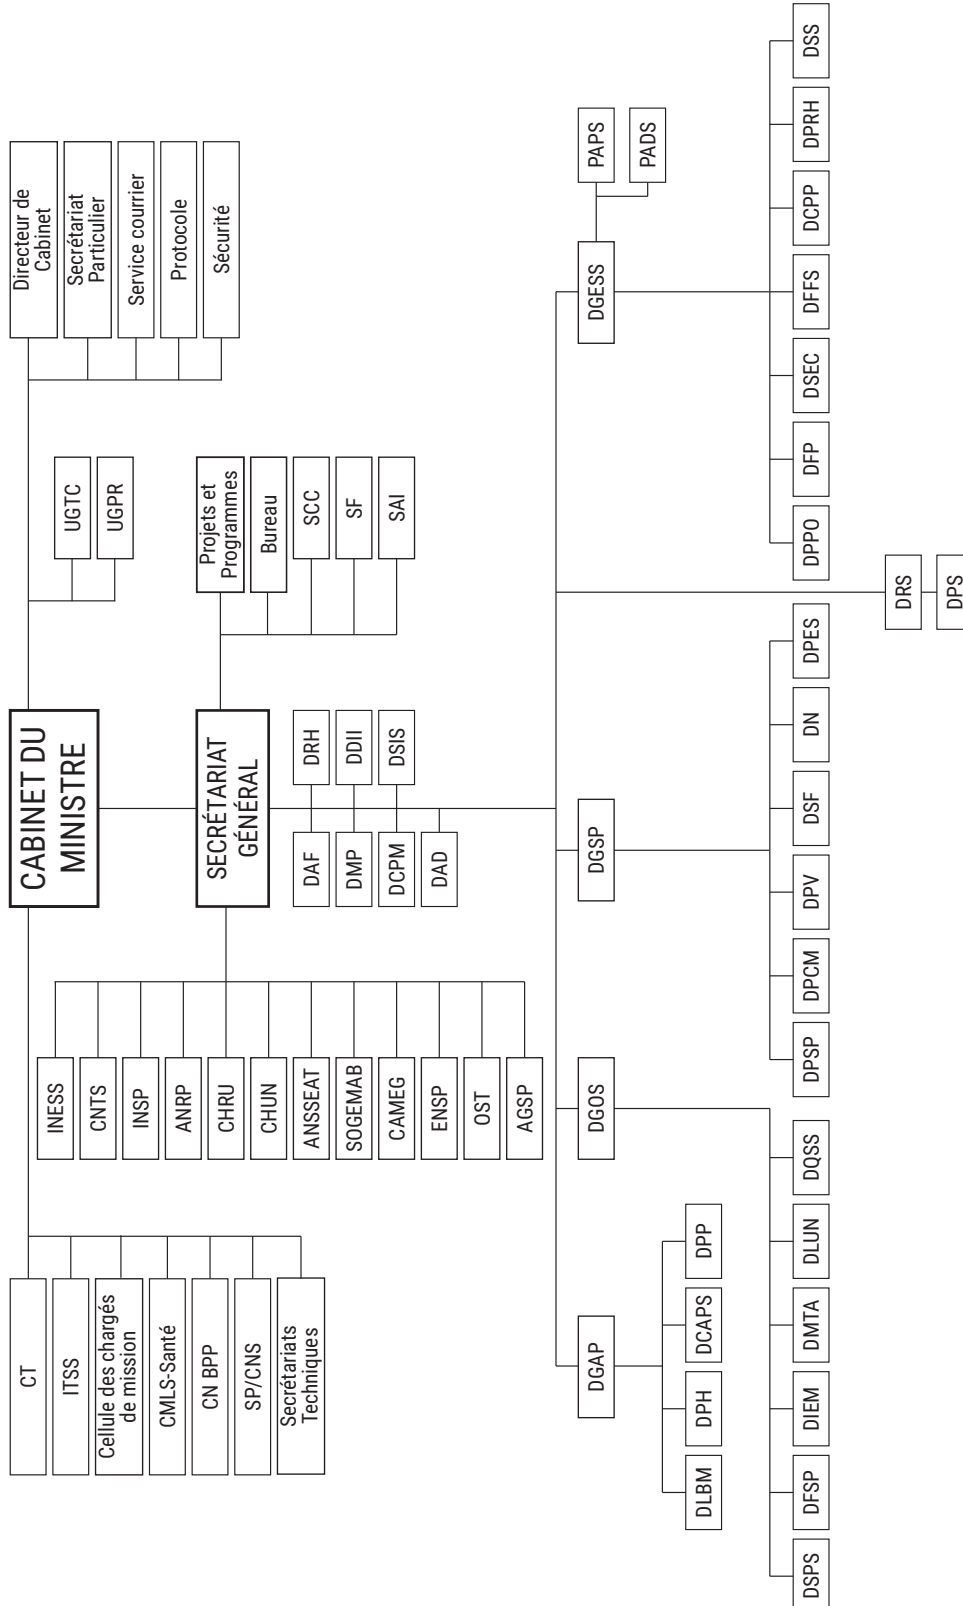 CABINET DU
MINISTRE
CT
ITSS
Cellule des chargés
de mission
CMLS-Santé
CN BPP
SP/CNS
Secrétariats
Techniques
UGTC
UGPR
Directeur de
Cabinet
Secrétariat
Particulier
Service courrier
Protocole
Sécurité
SECRÉTARIAT
GÉNÉRAL
INESS
CNTS
INSP
ANRP
CHRU
CHUN
ANSSEAT
SOGEMAB
CAMEG
ENSP
OST
AGSP
Projets et
Programmes
Bureau
SCC
SF
SAI
DAF
DRH
DMP
DDII
DCPM
DSIS
DAD
DGAP
DGOS
DGSP
DGESS
PAPS
PADS
DLBM
DPH
DCAPS
DPP
DSPS
DFSP
DIEM
DMTA
DLUN
DQSS
DPSP
DPCM
DPV
DSF
DN
DPES
DPPO
DFP
DSEC
DFFS
DCPP
DPRH
DSS
DRS
DPS